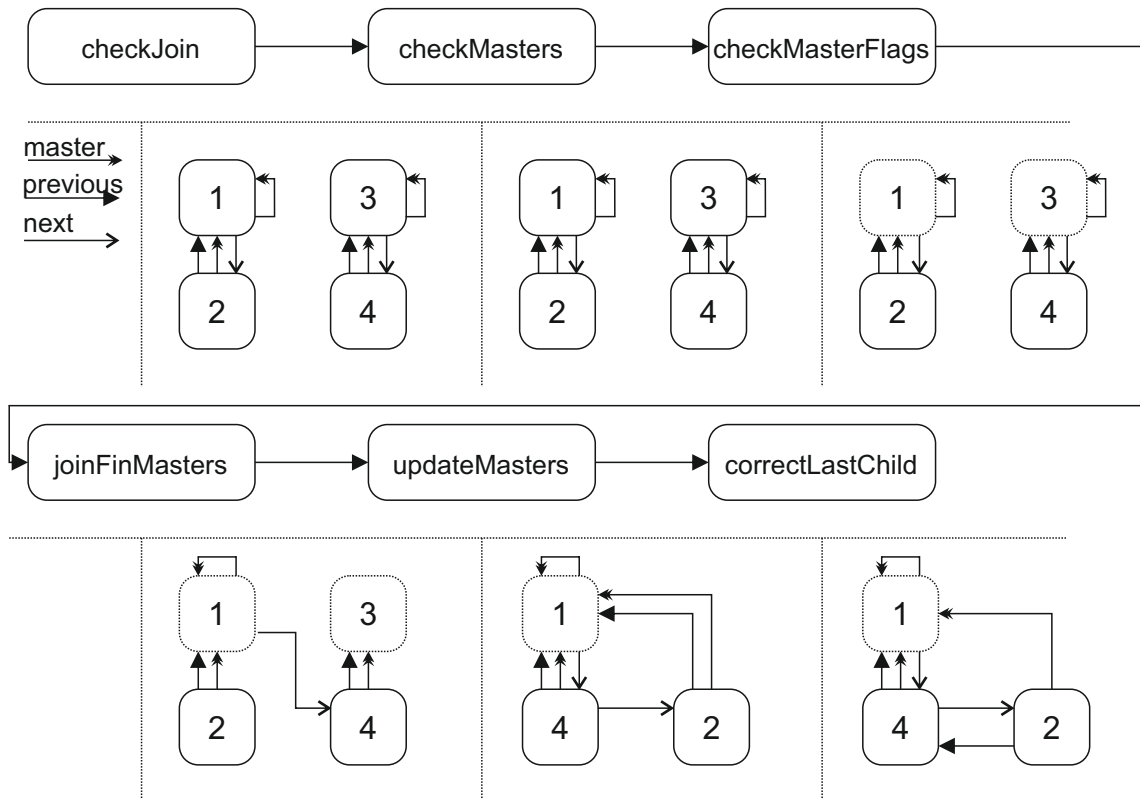 checkJoin checkMasters checkMasterFlags
master
previous
next
1 3 1 3 1 3
2 4 2 4 2 4
joinFinMasters updateMasters correctLastChild
1 3 1 1
2 4 4 2 4 2